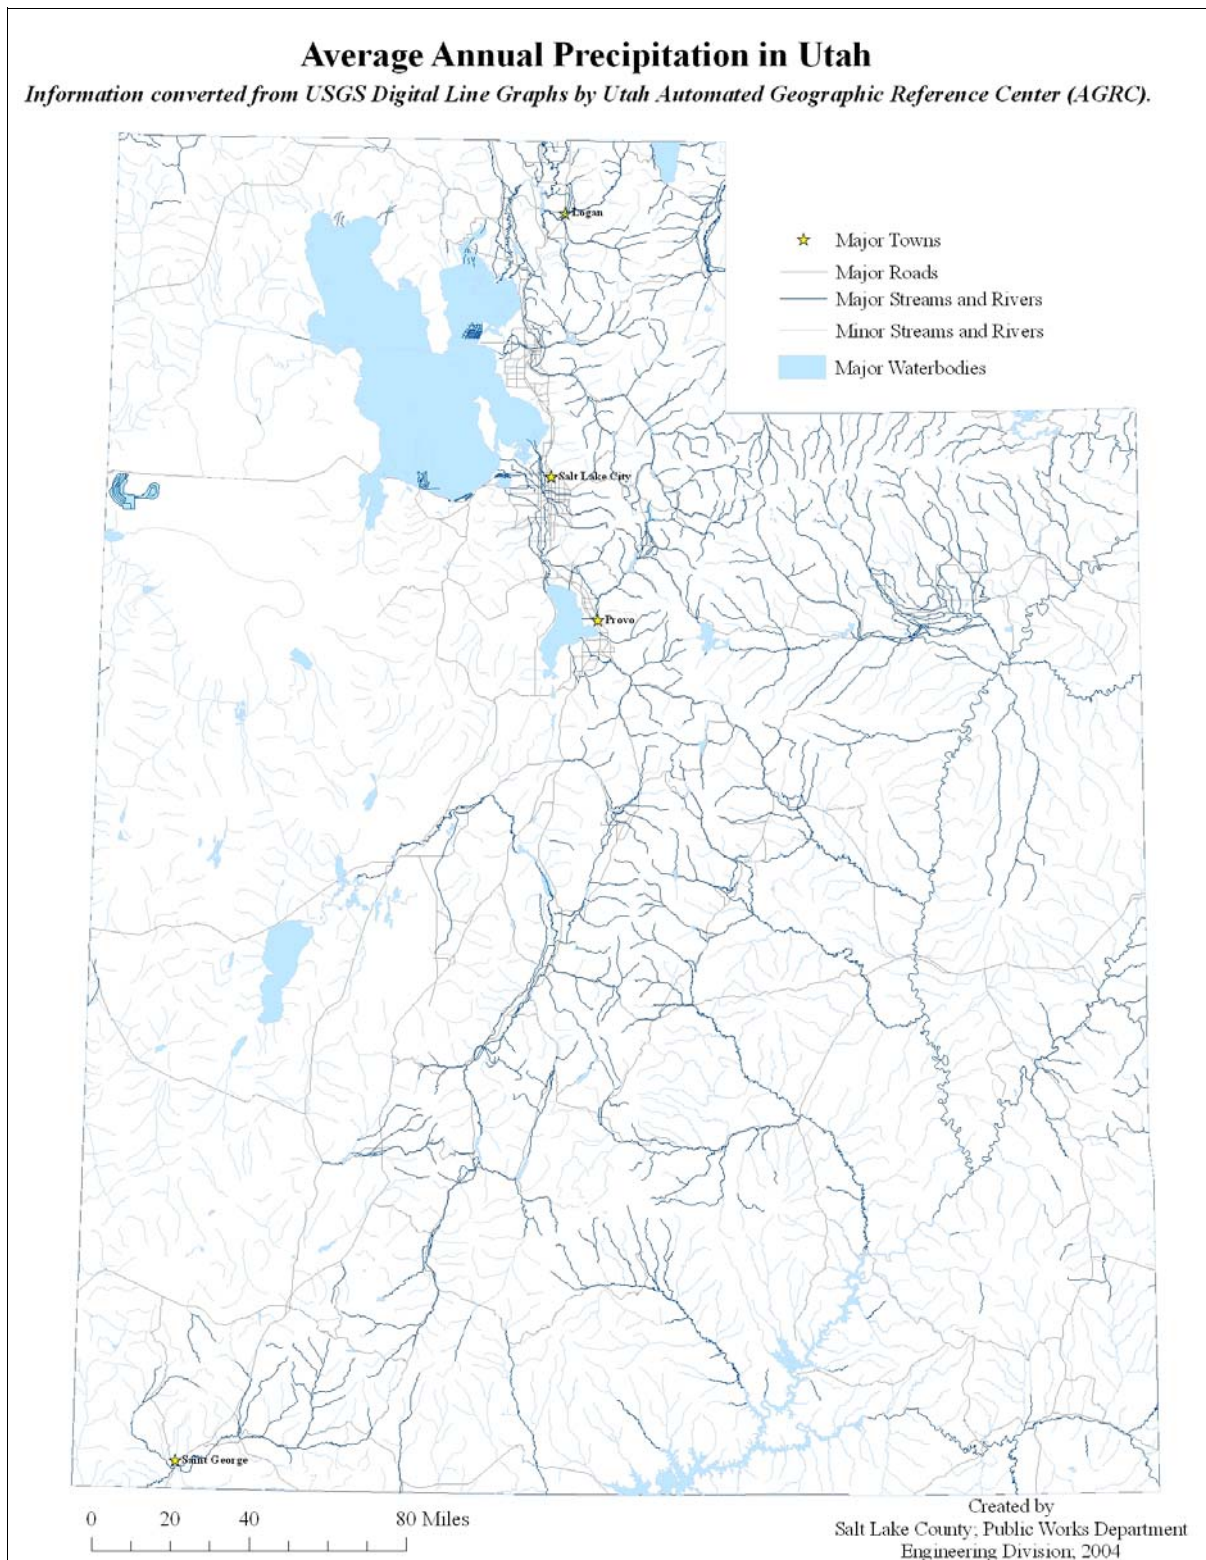 Average Annual Precipitation in Utah
Information converted from USGS Digital Line Graphs by Utah Automated Geographic Reference Center (AGRC).
Logan
Major Towns
Major Roads
Major Streams and Rivers
Minor Streams and Rivers
Major Waterbodies
Salt Lake City
Provo
Saint George
0 20 40 80 Miles
Created by
Salt Lake County; Public Works Department
Engineering Division; 2004